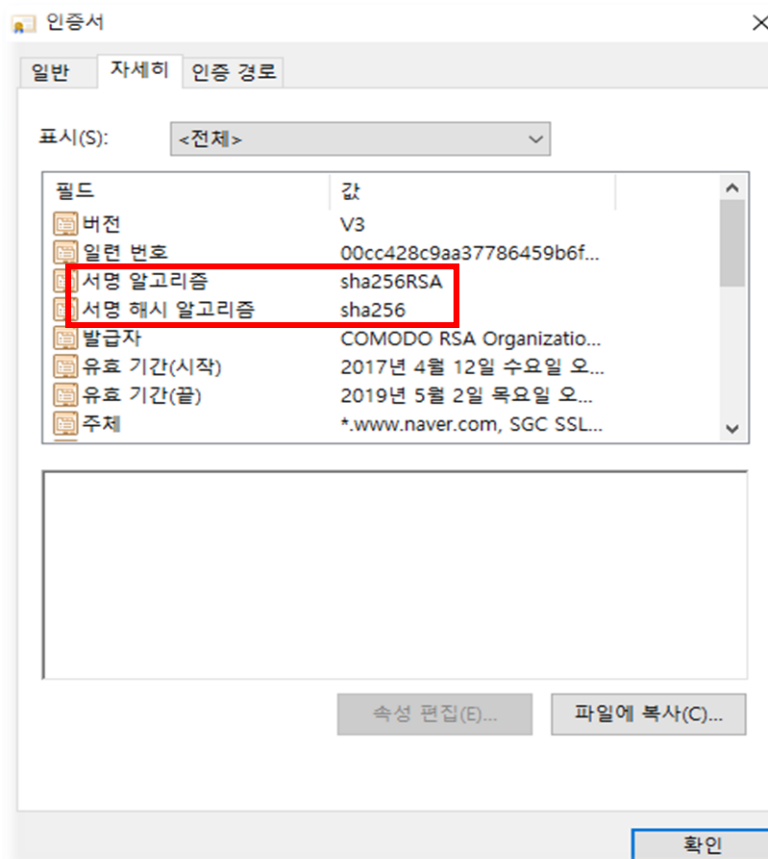 인증서
일반 자세히 인증 경로
표시(S): <전체>
필드 값
버전 V3
일련 번호 00cc428c9aa37786459b6f...
서명 알고리즘 sha256RSA
서명 해시 알고리즘 sha256
발급자 COMODO RSA Organizatio...
유효 기간(시작) 2017년 4월 12일 수요일 오...
유효 기간(끝) 2019년 5월 2일 목요일 오...
주체 *.www.naver.com, SGC SSL...
속성 편집(E)... 파일에 복사(C)...
확인